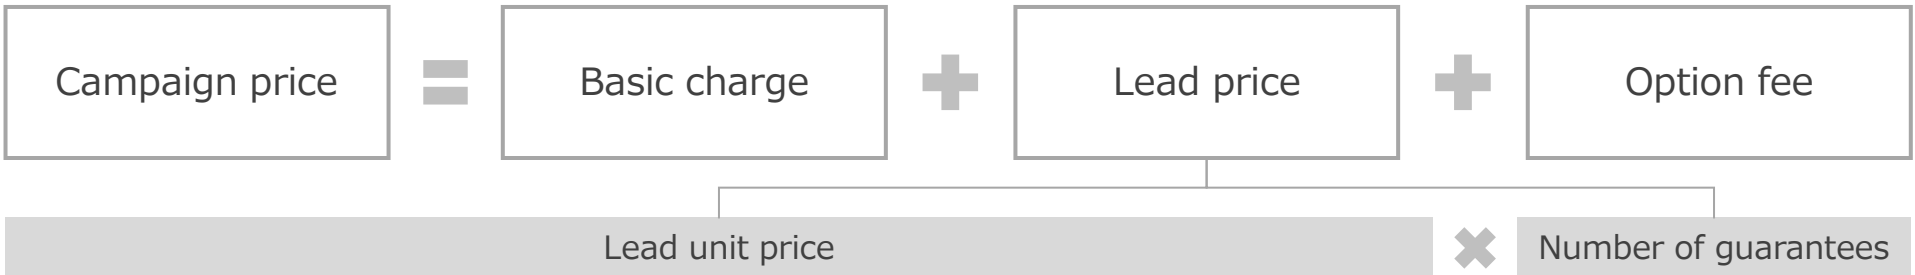 Campaign price
Basic charge
Lead price
Option fee
Lead unit price
Number of guarantees